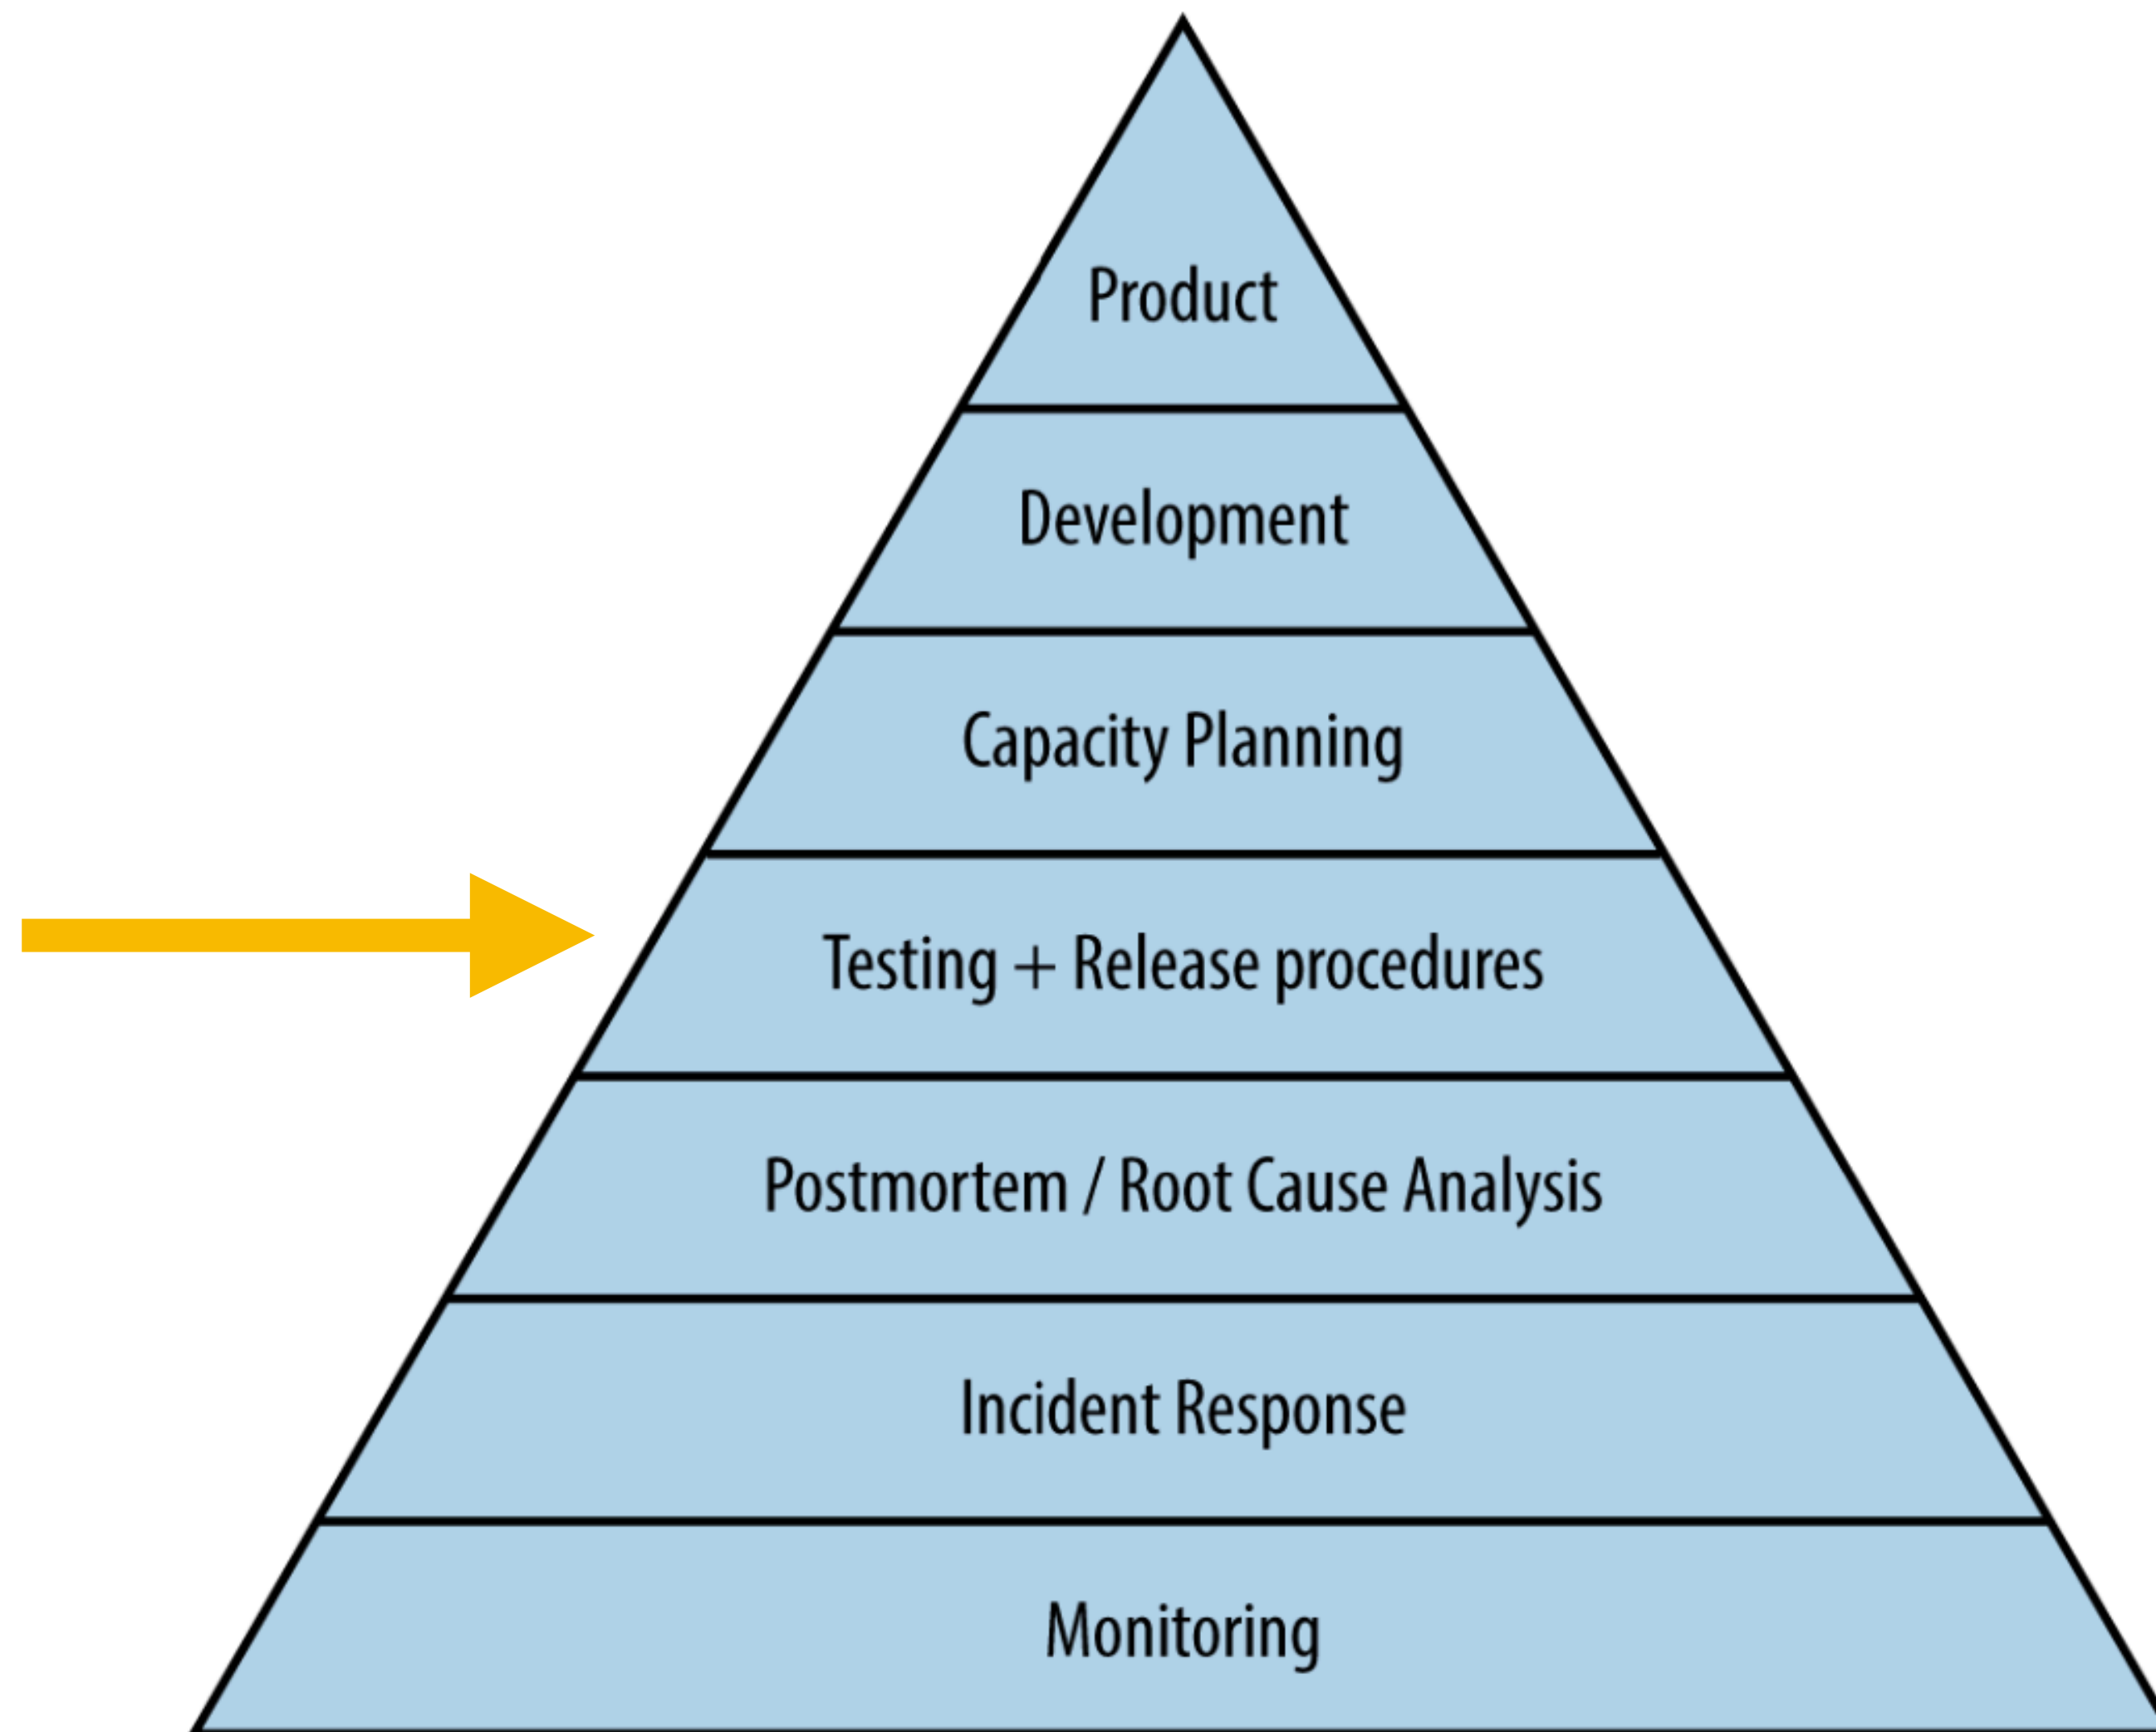 Product
Development
Capacity Planning
Testing + Release procedures
Postmortem / Root Cause Analysis
Incident Response
Monitoring